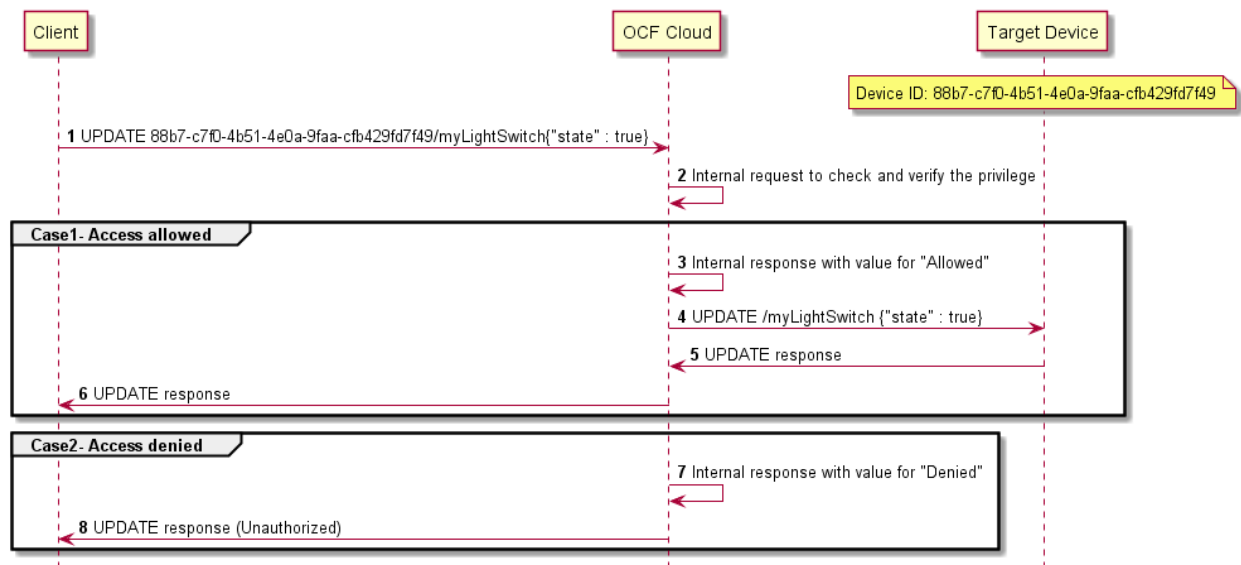 Client
OCF Cloud
Target Device
Device ID: 88b7-c7f0-4b51-4e0a-9faa-cfb429fd7f49
1 UPDATE 88b7-c7f0-4b51-4e0a-9faa-cfb429fd7f49/myLightSwitch{"state" : true}
2 Internal request to check and verify the privilege
Case1- Access allowed
3 Internal response with value for "Allowed"
4 UPDATE /myLightSwitch {"state" : true}
5 UPDATE response
6 UPDATE response
Case2- Access denied
7 Internal response with value for "Denied"
8 UPDATE response (Unauthorized)